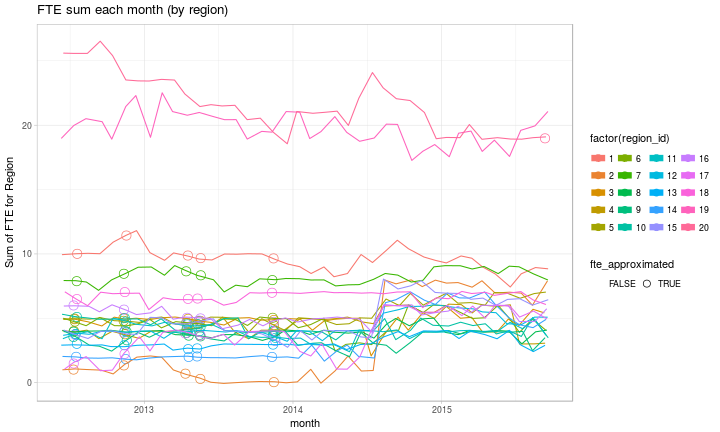 FTE sum each month (by region)
Sum of FTE for Region
20
10
0
2013 2014 2015
month
factor(region_id)
1 6 11 16
2 7 12 17
3 8 13 18
4 9 14 19
5 10 15 20
fte_approximated
FALSE TRUE